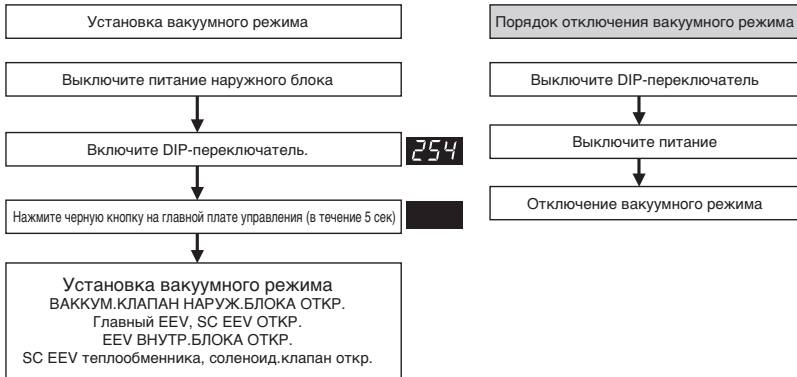 Установка вакуумного режима
Выключите питание наружного блока
Включите DIP-переключатель.
254
Нажмите черную кнопку на главной плате управления (в течение 5 сек)
Установка вакуумного режима
ВАККУМ.КЛАПАН НАРУЖ.БЛОКА ОТКР.
Главный EEV, SC EEV ОТКР.
EEV ВНУТР.БЛОКА ОТКР.
SC EEV теплообменника, соленоид.клапан откр.
Порядок отключения вакуумного режима
Выключите DIP-переключатель
Выключите питание
Отключение вакуумного режима